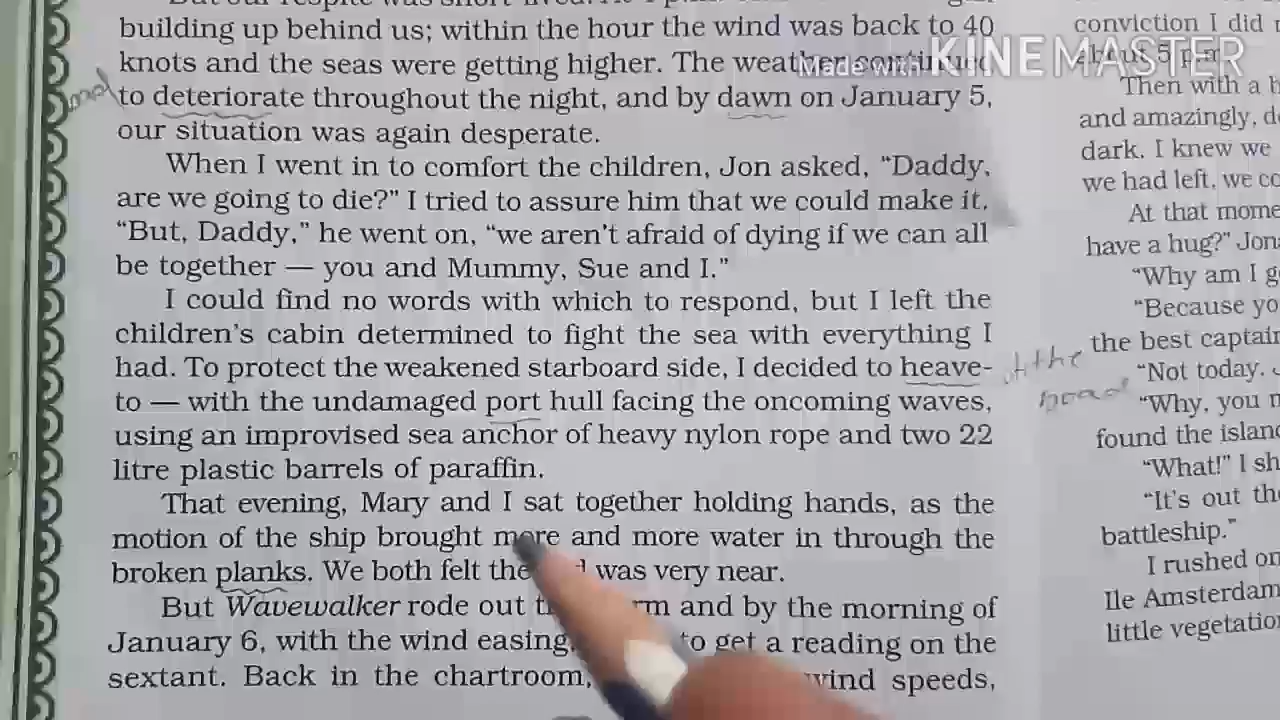 building up behind us; within the hour the wind was back to 40
knots and the seas were getting higher. The weather continued
to deteriorate throughout the night, and by dawn on January 5,
our situation was again desperate.
When I went in to comfort the children, Jon asked, “Daddy,
are we going to die?” I tried to assure him that we could make it.
“But, Daddy,” he went on, “we aren’t afraid of dying if we can all
be together — you and Mummy, Sue and I.”
I could find no words with which to respond, but I left the
children’s cabin determined to fight the sea with everything I
had. To protect the weakened starboard side, I decided to heave-
to — with the undamaged port hull facing the oncoming waves,
using an improvised sea anchor of heavy nylon rope and two 22
litre plastic barrels of paraffin.
That evening, Mary and I sat together holding hands, as the
motion of the ship brought more and more water in through the
broken planks. We both felt the was very near.
But Wavewalker rode out rm and by the morning of
January 6, with the wind easing, to get a reading on the
sextant. Back in the chartroom, wind speeds,
Made with KINEMASTER
conviction I did
about 5 p.m.
Then with a
and amazingly,
dark. I knew we
we had left, we
At that
have a hug?”
“Why am I
“Because
the best
“Not today.
“Why, you
found the
“What!” I
“It’s out
battleship.”
I rushed on
Ile Amsterdam
little
of the